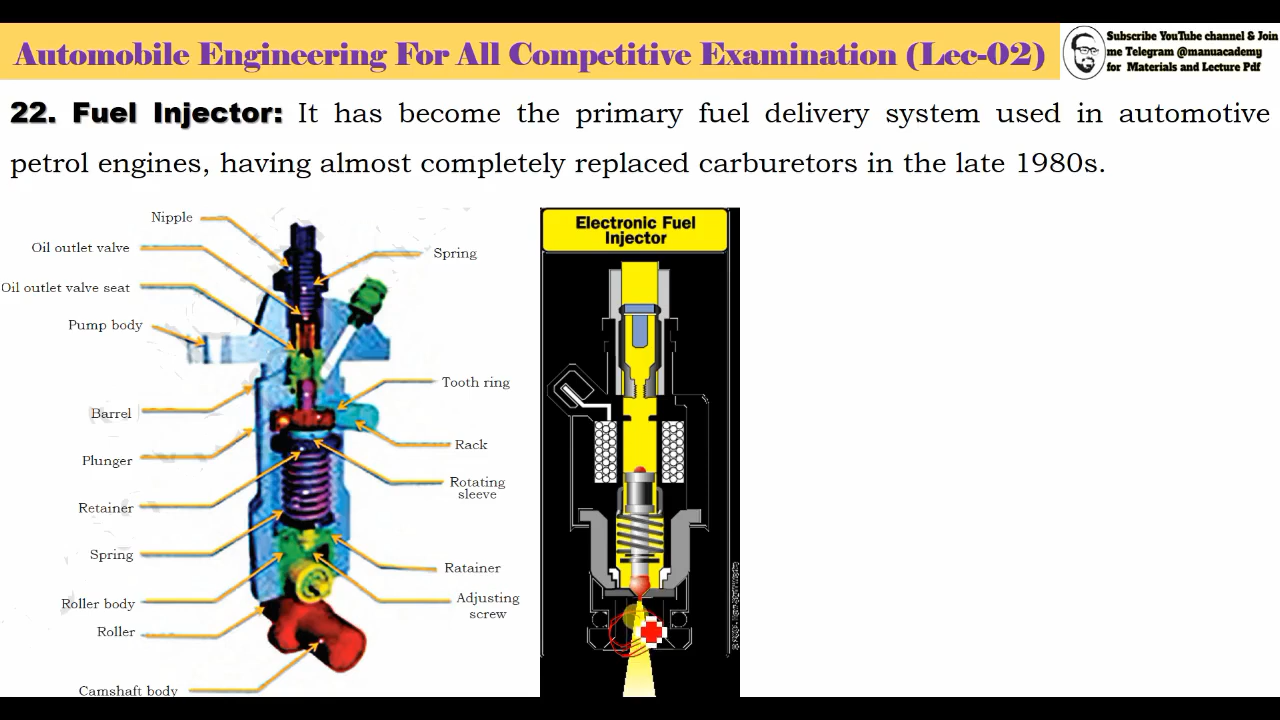 Automobile Engineering For All Competitive Examination (Lec-02)
Subscribe YouTube channel & Join
me Telegram @manuacademy
for Materials and Lecture Pdf
22. Fuel Injector: It has become the primary fuel delivery system used in automotive
petrol engines, having almost completely replaced carburetors in the late 1980s.
Nipple
Oil outlet valve
Spring
Oil outlet valve seat
Pump body
Tooth ring
Barrel
Rack
Plunger
Rotating
sleeve
Retainer
Spring
Ratainer
Roller body
Adjusting
screw
Roller
Camshaft body
Electronic Fuel
Injector